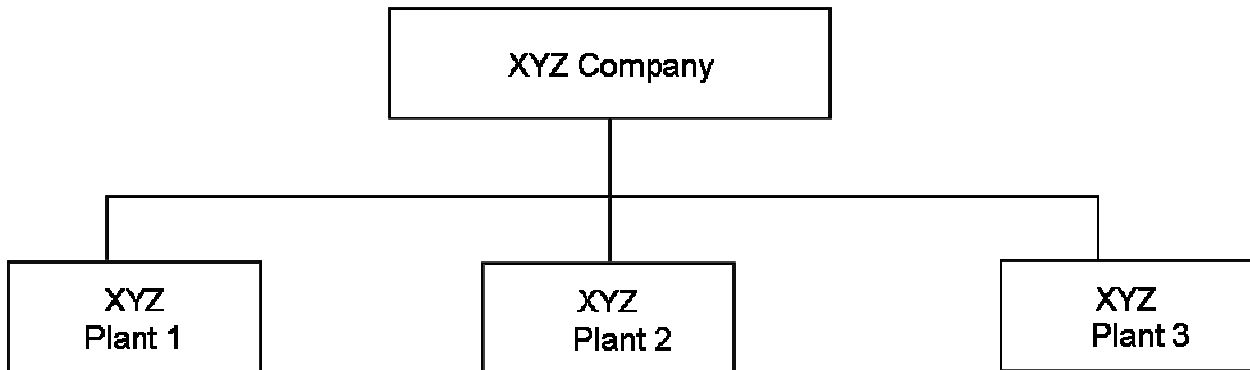 XYZ Company
XYZ
Plant 1
XYZ
Plant 2
XYZ
Plant 3